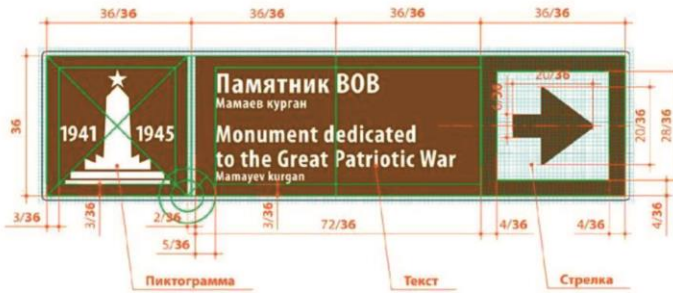 36/36 36/36 36/36 36/36
36
1941 1945
Памятник ВОВ
Мамаев курган
Monument dedicated
to the Great Patriotic War
Mamayev kurgan
20/36
6/36
20/36
28/36
3/36
3/36
2/36
5/36
3/36
72/36
4/36
4/36
4/36
Пиктограмма
Текст
Стрелка